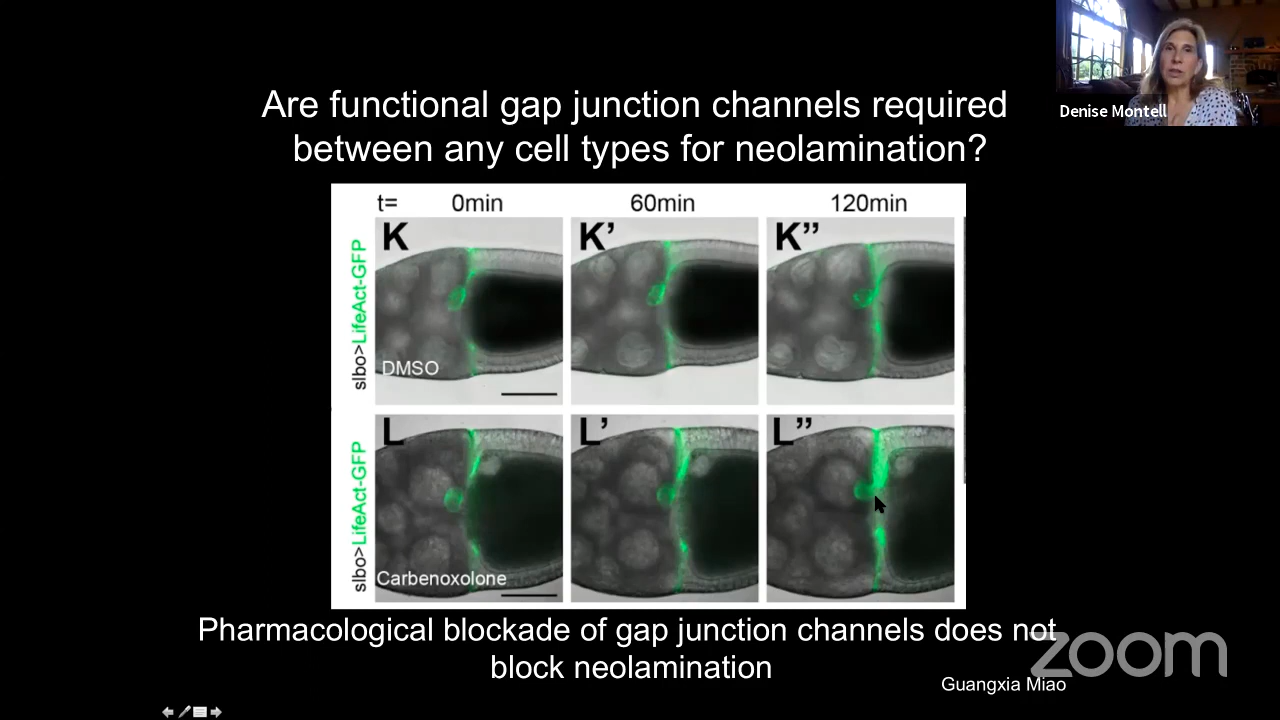 Denise Montell
Are functional gap junction channels required
between any cell types for neolamination?
t= 0min 60min 120min
K K’ K”
slbo>LifeAct-GFP
DMSO
L L’ L”
slbo>LifeAct-GFP
Carbenoxolone
Pharmacological blockade of gap junction channels does not
block neolamination
zoom
Guangxia Miao